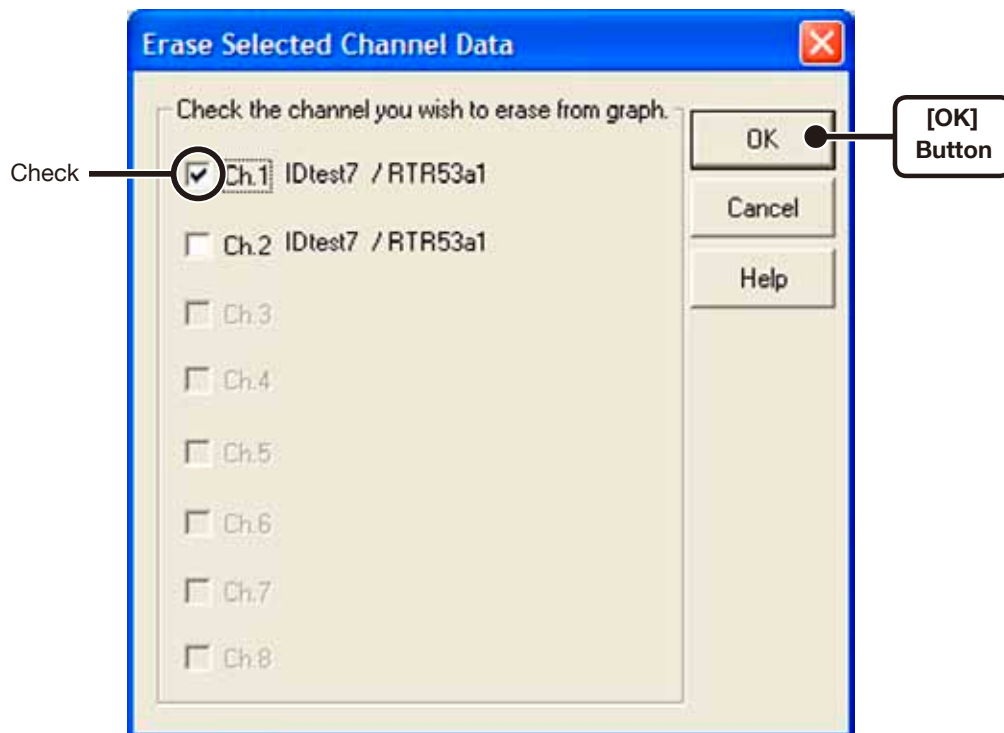 Erase Selected Channel Data
Check the channel you wish to erase from graph.
OK
[OK]
Button
Check
Ch.1 IDtest7 / RTR53a1
Cancel
Ch.2 IDtest7 / RTR53a1
Help
Ch.3
Ch.4
Ch.5
Ch.6
Ch.7
Ch.8